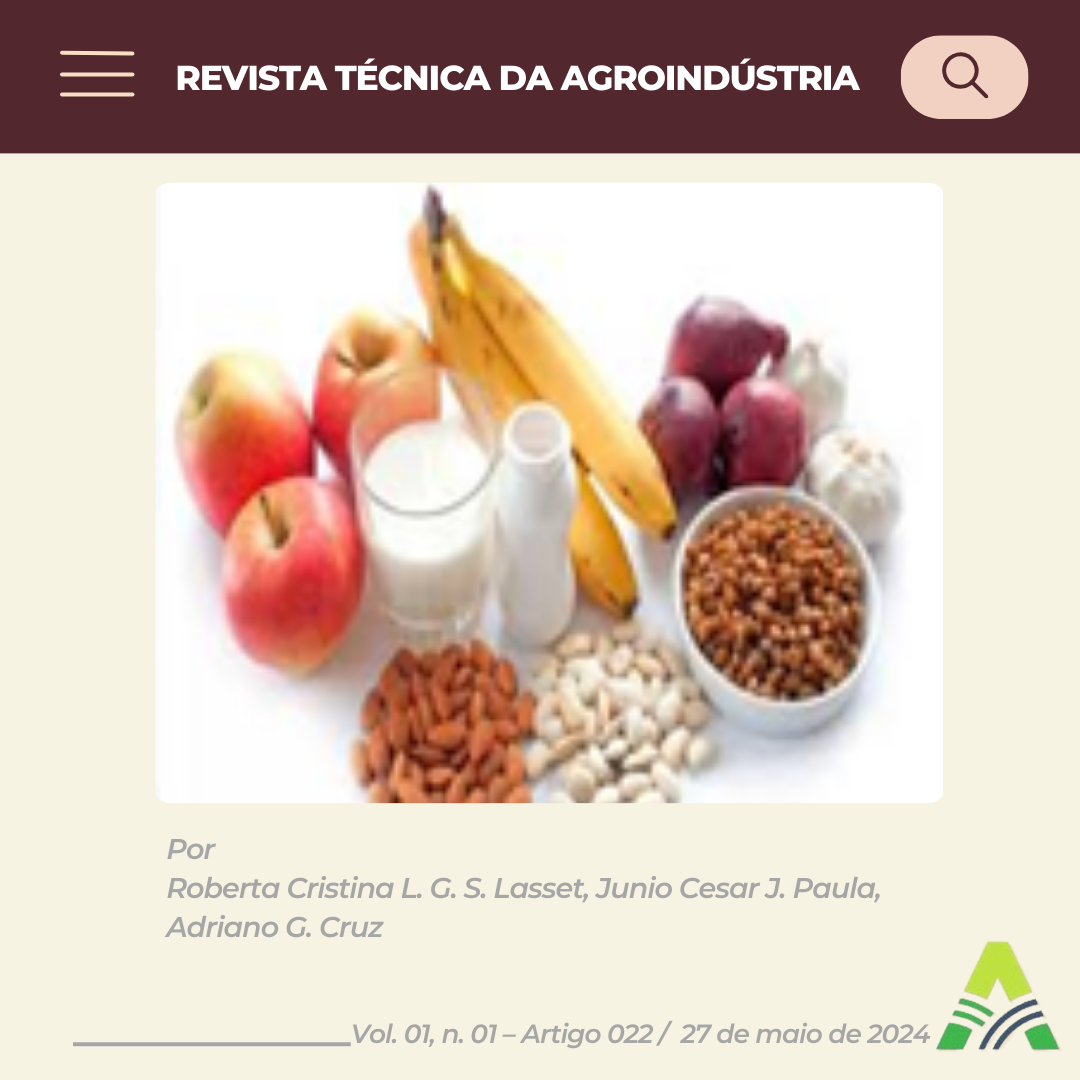 REVISTA TÉCNICA DA AGROINDÚSTRIA
Por
Roberta Cristina L. G. S. Lasset, Junio Cesar J. Paula,
Adriano G. Cruz
Vol. 01, n. 01 – Artigo 022 / 27 de maio de 2024